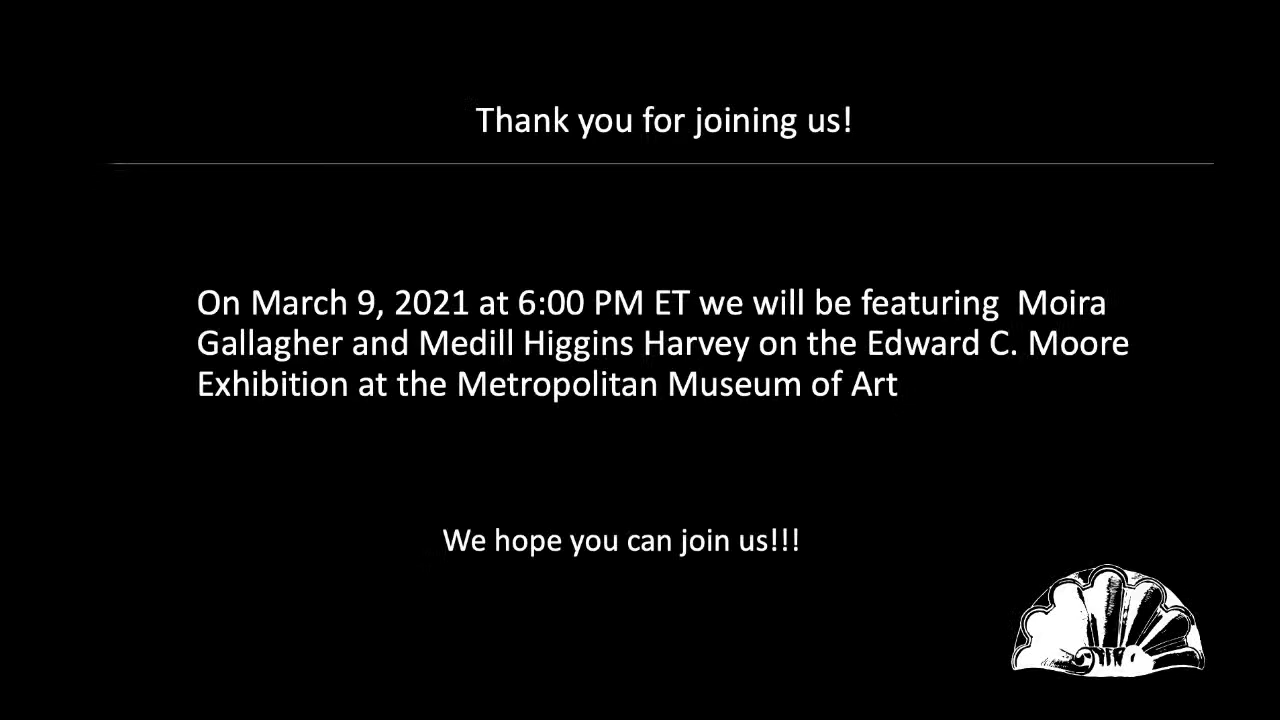 Thank you for joining us!
On March 9, 2021 at 6:00 PM ET we will be featuring  Moira
Gallagher and Medill Higgins Harvey on the Edward C. Moore
Exhibition at the Metropolitan Museum of Art
We hope you can join us!!!